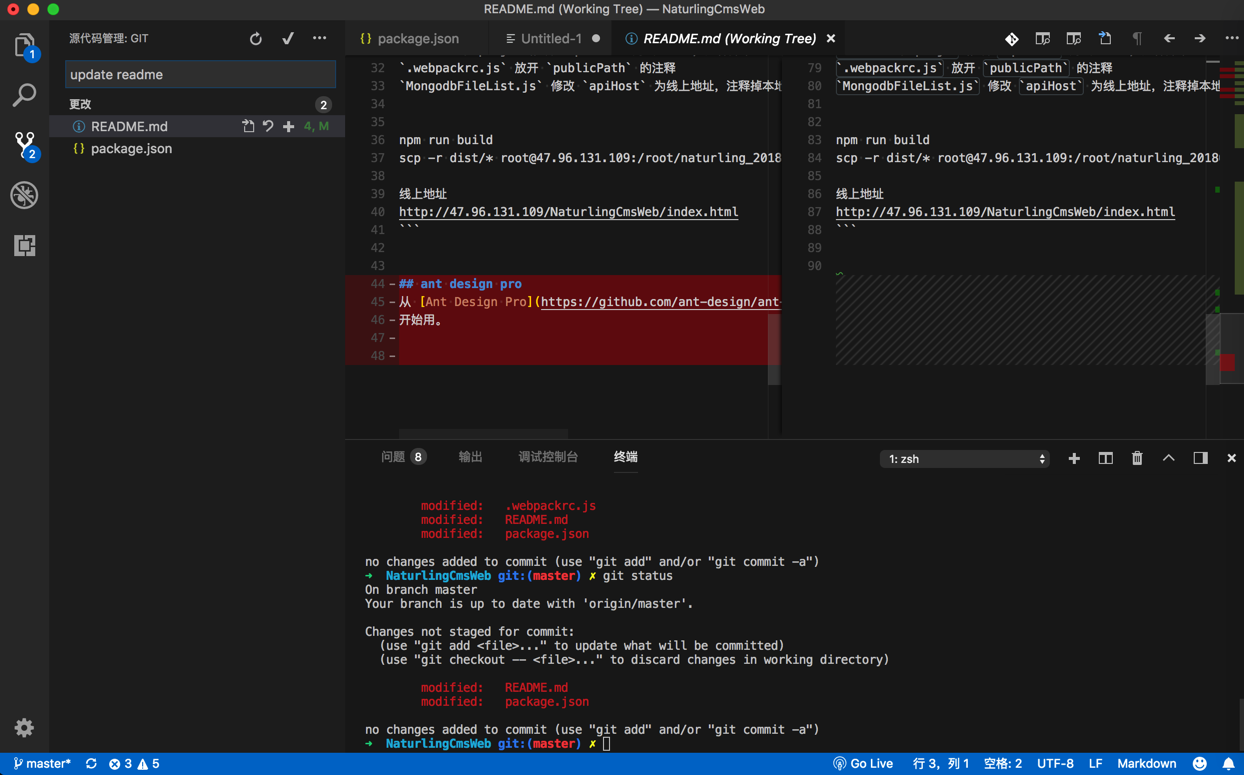 README.md (Working Tree) — NaturlingCmsWeb
源代码管理: GIT
{} package.json
Untitled-1
README.md (Working Tree)
1
update readme
更改
2
README.md
4, M
{} package.json
2
32 `.webpackrc.js` 放开 `publicPath` 的注释
33 `MongodbFileList.js` 修改 `apiHost` 为线上地址，注释掉本地
34
35
36 npm run build
37 scp -r dist/* root@47.96.131.109:/root/naturling_2018
38
39 线上地址
40 http://47.96.131.109/NaturlingCmsWeb/index.html
41 ```
42
43
44 - ## ant design pro
45 - 从 [Ant Design Pro](https://github.com/ant-design/ant-
46 - 开始用。
47 -
48 -
79 `.webpackrc.js` 放开 `publicPath` 的注释
80 `MongodbFileList.js` 修改 `apiHost` 为线上地址，注释掉本地
81
82
83 npm run build
84 scp -r dist/* root@47.96.131.109:/root/naturling_2018
85
86 线上地址
87 http://47.96.131.109/NaturlingCmsWeb/index.html
88 ```
89
90
问题 8 输出 调试控制台 终端
1: zsh
modified: .webpackrc.js
modified: README.md
modified: package.json
no changes added to commit (use "git add" and/or "git commit -a")
➜ NaturlingCmsWeb git:(master) ✗ git status
On branch master
Your branch is up to date with 'origin/master'.
Changes not staged for commit:
(use "git add <file>..." to update what will be committed)
(use "git checkout -- <file>..." to discard changes in working directory)
modified: README.md
modified: package.json
no changes added to commit (use "git add" and/or "git commit -a")
➜ NaturlingCmsWeb git:(master) ✗
master* 3 5 Go Live 行 3，列 1 空格: 2 UTF-8 LF Markdown